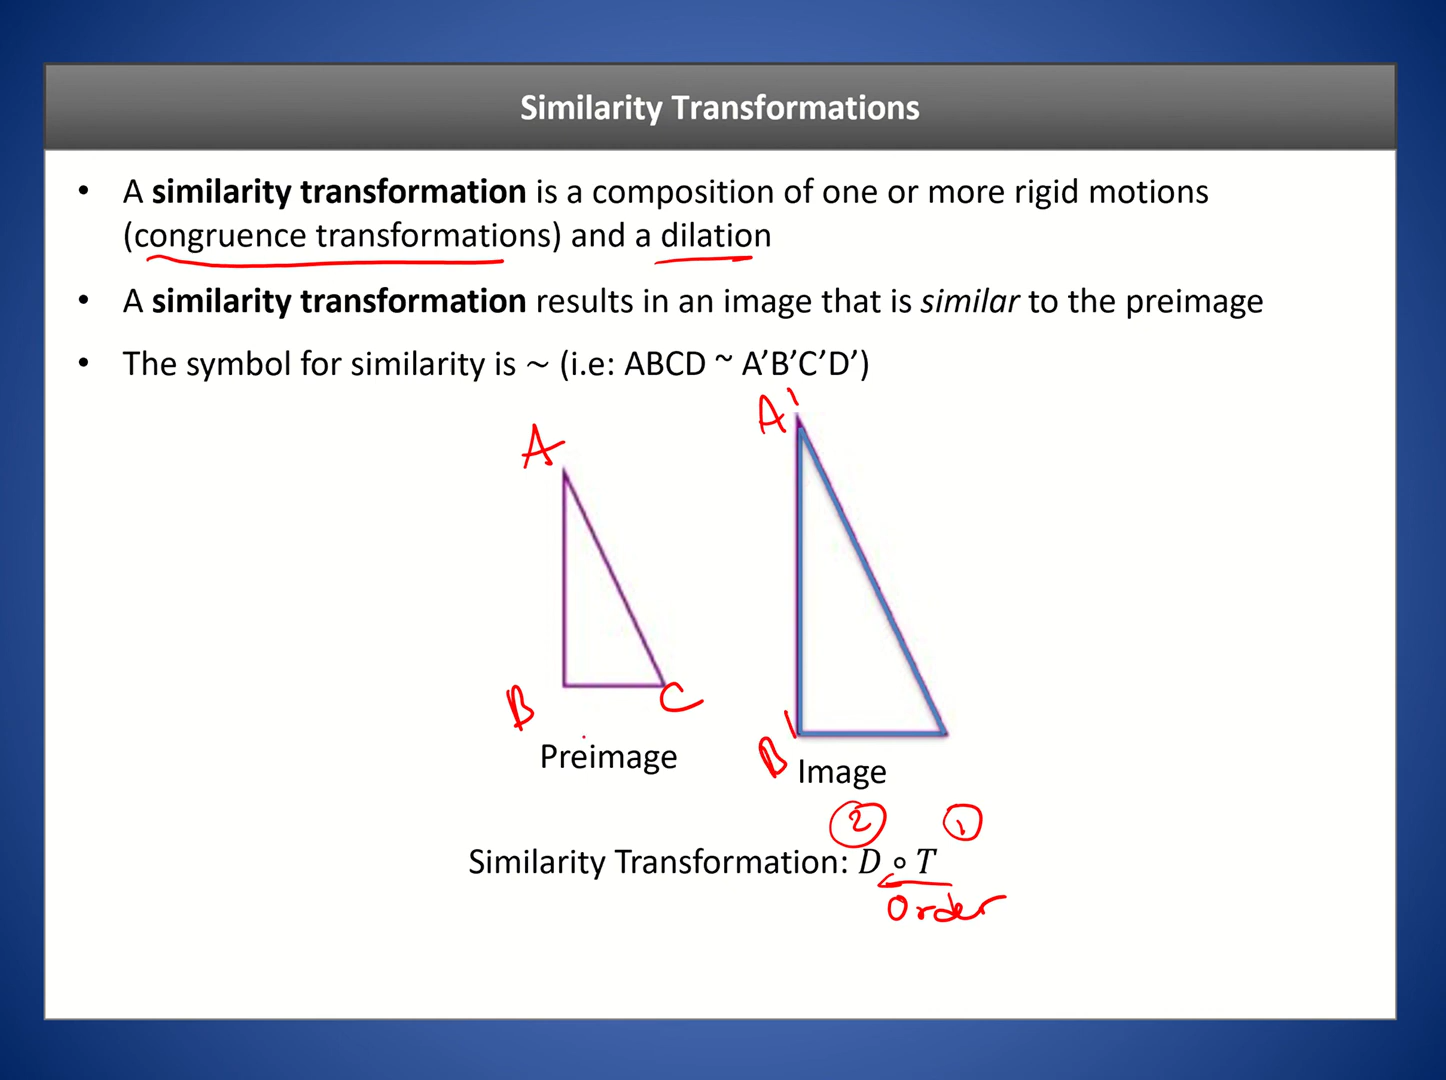 Similarity Transformations
• A similarity transformation is a composition of one or more rigid motions
(congruence transformations) and a dilation
• A similarity transformation results in an image that is similar to the preimage
• The symbol for similarity is ~ (i.e: ABCD ~ A’B’C’D’)
A
A'
B
C
B'
Preimage
Image
2
1
Similarity Transformation: D ∘ T
Order